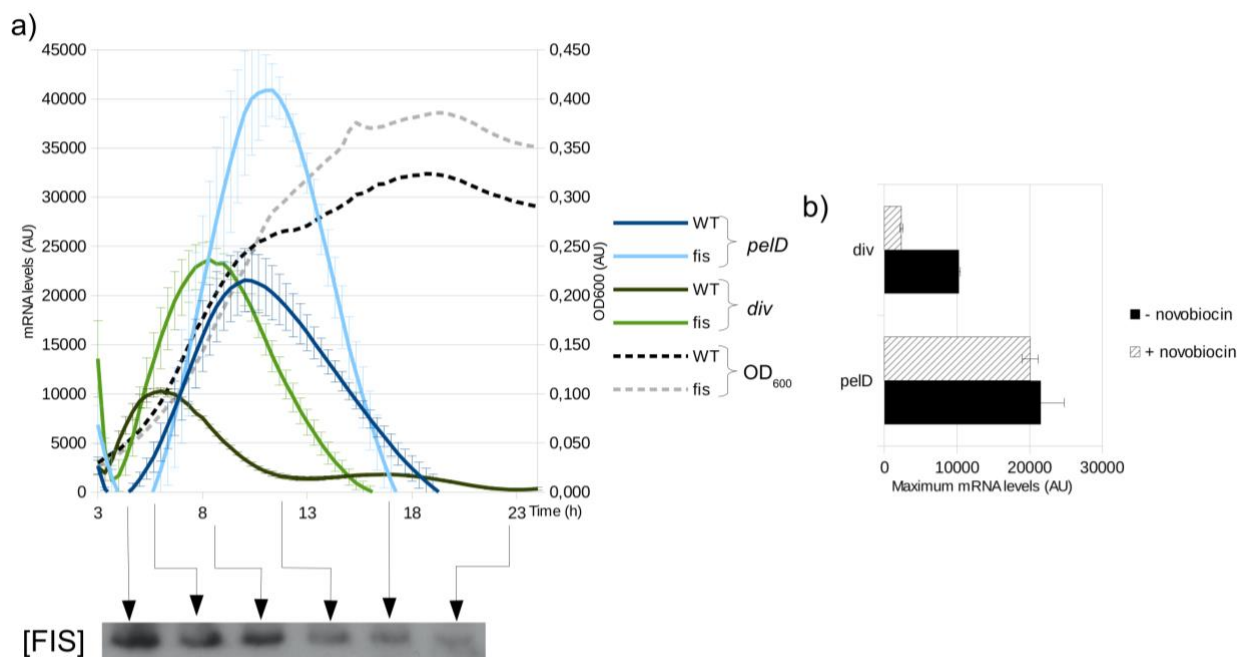 a)
45000
40000
35000
30000
25000
20000
15000
10000
5000
0
mRNA levels (AU)
0,450
0,400
0,350
0,300
0,250
0,200
0,150
0,100
0,050
0,000
OD600 (AU)
3 8 13 18 23 Time (h)
WT
fis
pelD
WT
fis
div
WT
fis
OD600
[FIS]
b)
div
pelD
0 10000 20000 30000
Maximum mRNA levels (AU)
- novobiocin
+ novobiocin